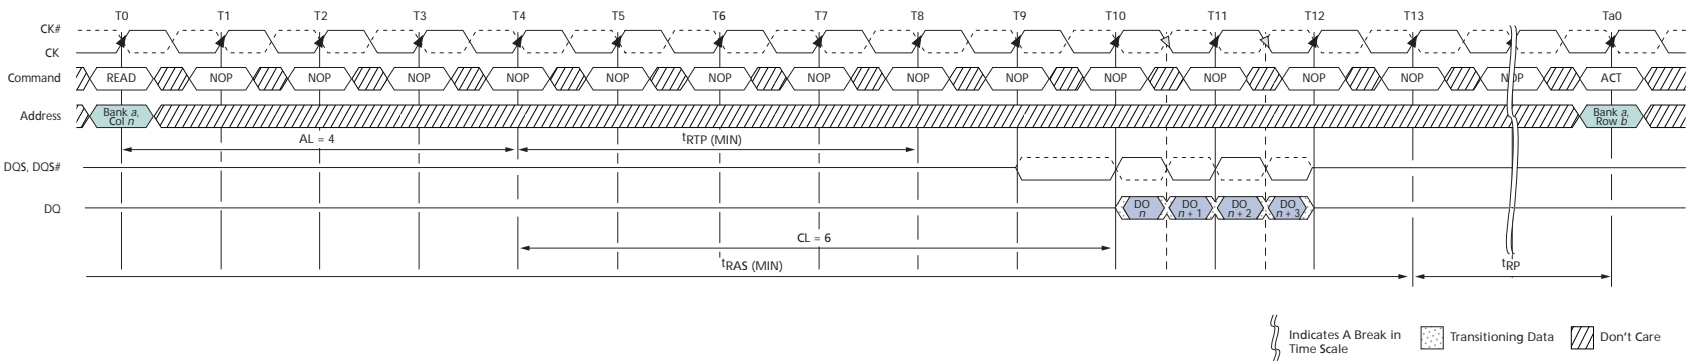 T0 T1 T2 T3 T4 T5 T6 T7 T8 T9 T10 T11 T12 T13 Ta0
CK#
CK
Command READ NOP NOP NOP NOP NOP NOP NOP NOP NOP NOP NOP NOP NOP NOP ACT
Address Bank a, Col n Bank a, Row b
AL = 4 tRTP (MIN)
DQS, DQS#
DQ DO n DO n + 1 DO n + 2 DO n + 3
CL = 6
tRAS (MIN) tRP
Indicates A Break in
Time Scale
Transitioning Data
Don't Care